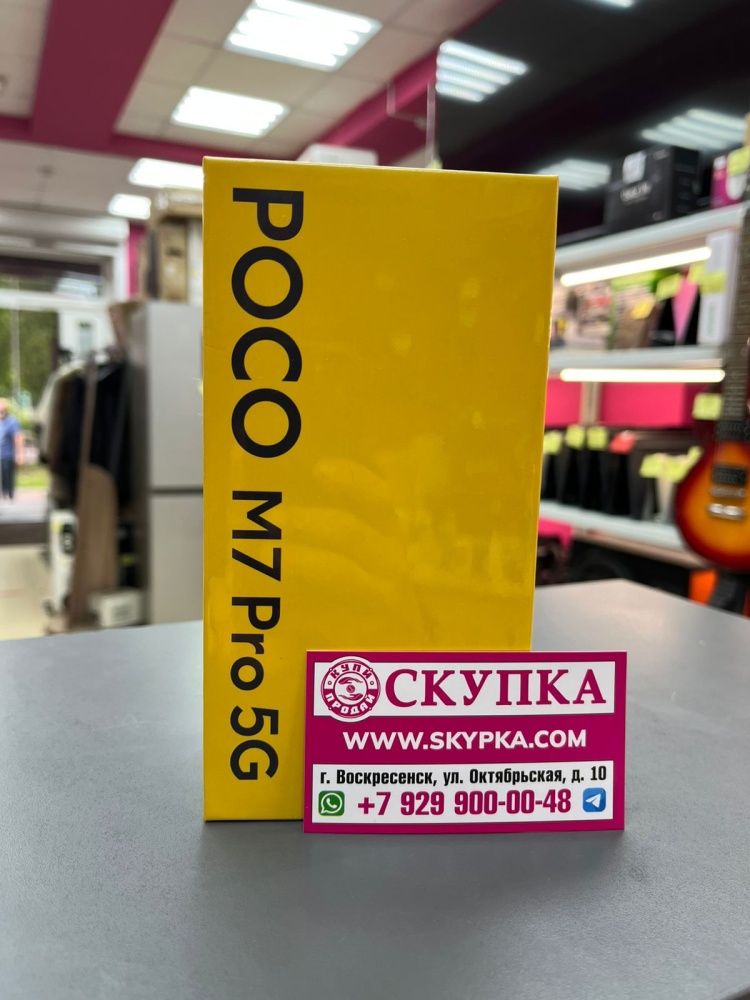 POCO M7 Pro 5G
КУПИ
ПРОДАЙ
СКУПКА
WWW.SKYPKA.COM
г. Воскресенск, ул. Октябрьская, д. 10
+7 929 900-00-48